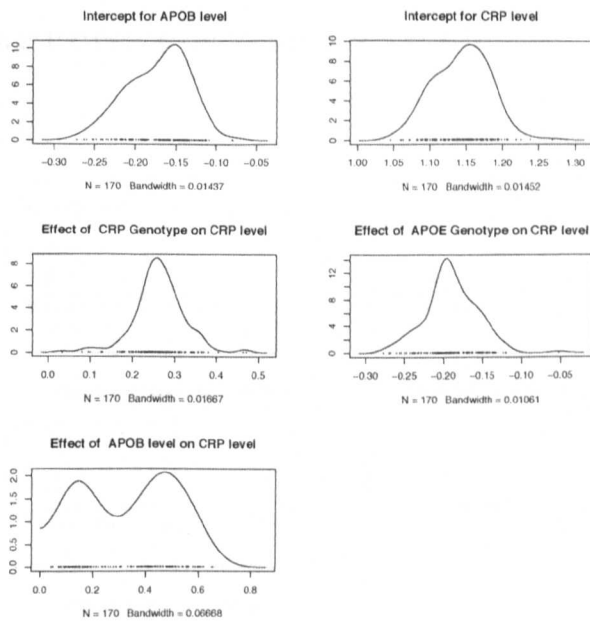 Intercept for APOB level
0 2 4 6 8 10
−0.30 −0.25 −0.20 −0.15 −0.10 −0.05
N = 170 Bandwidth = 0.01437
Intercept for CRP level
0 2 4 6 8 10
1.00 1.05 1.10 1.15 1.20 1.25 1.30
N = 170 Bandwidth = 0.01452
Effect of CRP Genotype on CRP level
0 2 4 6 8
0.0 0.1 0.2 0.3 0.4 0.5
N = 170 Bandwidth = 0.01667
Effect of APOE Genotype on CRP level
0 4 8 12
−0.30 −0.25 −0.20 −0.15 −0.10 −0.05
N = 170 Bandwidth = 0.01061
Effect of APOB level on CRP level
0.0 0.5 1.0 1.5 2.0
0.0 0.2 0.4 0.6 0.8
N = 170 Bandwidth = 0.06668